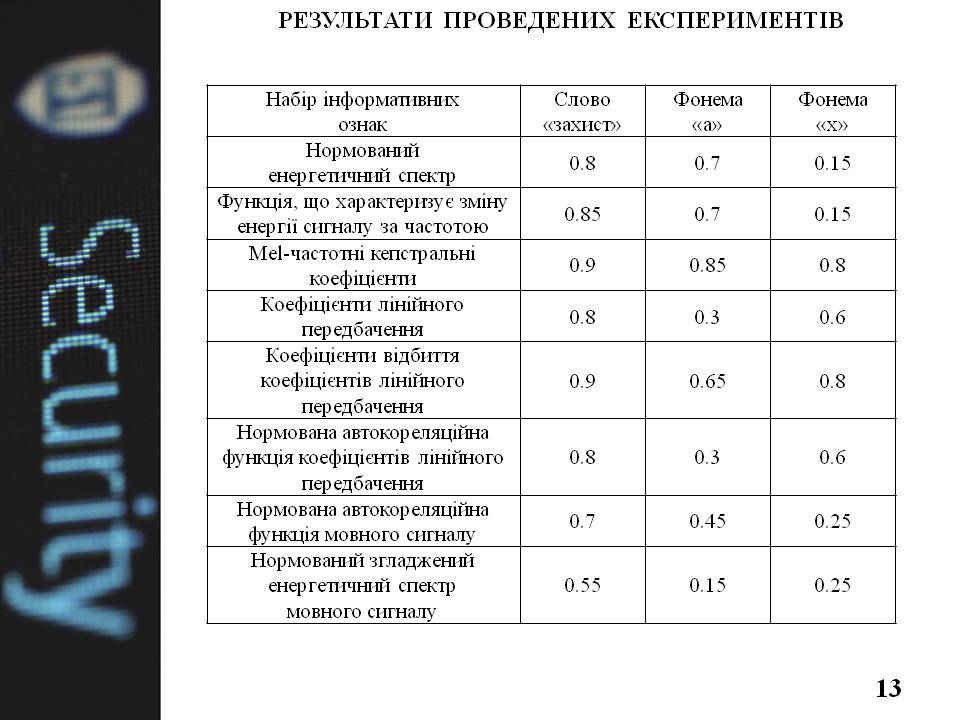 РЕЗУЛЬТАТИ ПРОВЕДЕНИХ ЕКСПЕРИМЕНТІВ
Набір інформативних
ознак
Слово
«захист»
Фонема
«а»
Фонема
«х»
Нормований
енергетичний спектр
0.8
0.7
0.15
Функція, що характеризує зміну
енергії сигналу за частотою
0.85
0.7
0.15
Mel-частотні кепстральні
коефіцієнти
0.9
0.85
0.8
Коефіцієнти лінійного
передбачення
0.8
0.3
0.6
Коефіцієнти відбиття
коефіцієнтів лінійного
передбачення
0.9
0.65
0.8
Нормована автокореляційна
функція коефіцієнтів лінійного
передбачення
0.8
0.3
0.6
Нормована автокореляційна
функція мовного сигналу
0.7
0.45
0.25
Нормований згладжений
енергетичний спектр
мовного сигналу
0.55
0.15
0.25
13
Security